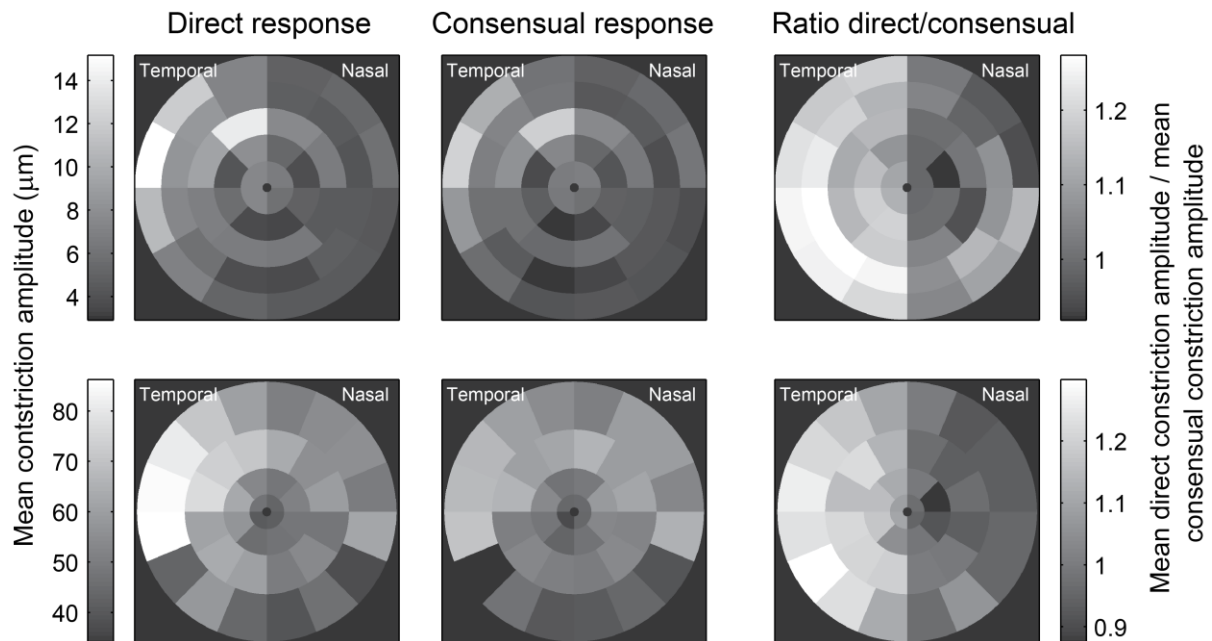 Direct response
Consensual response
Ratio direct/consensual
Mean contstriction amplitude (μm)
14
12
10
8
6
4
Temporal
Nasal
Temporal
Nasal
Temporal
Nasal
1.2
1.1
1
Mean direct constriction amplitude / mean
consensual constriction amplitude
80
70
60
50
40
Temporal
Nasal
Temporal
Nasal
Temporal
Nasal
1.2
1.1
1
0.9